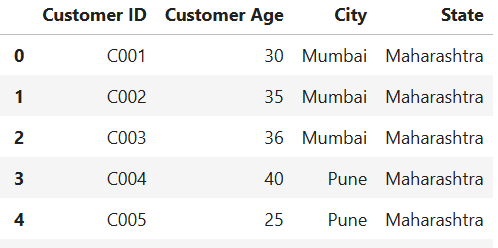 Customer ID Customer Age City State
0 C001 30 Mumbai Maharashtra
1 C002 35 Mumbai Maharashtra
2 C003 36 Mumbai Maharashtra
3 C004 40 Pune Maharashtra
4 C005 25 Pune Maharashtra